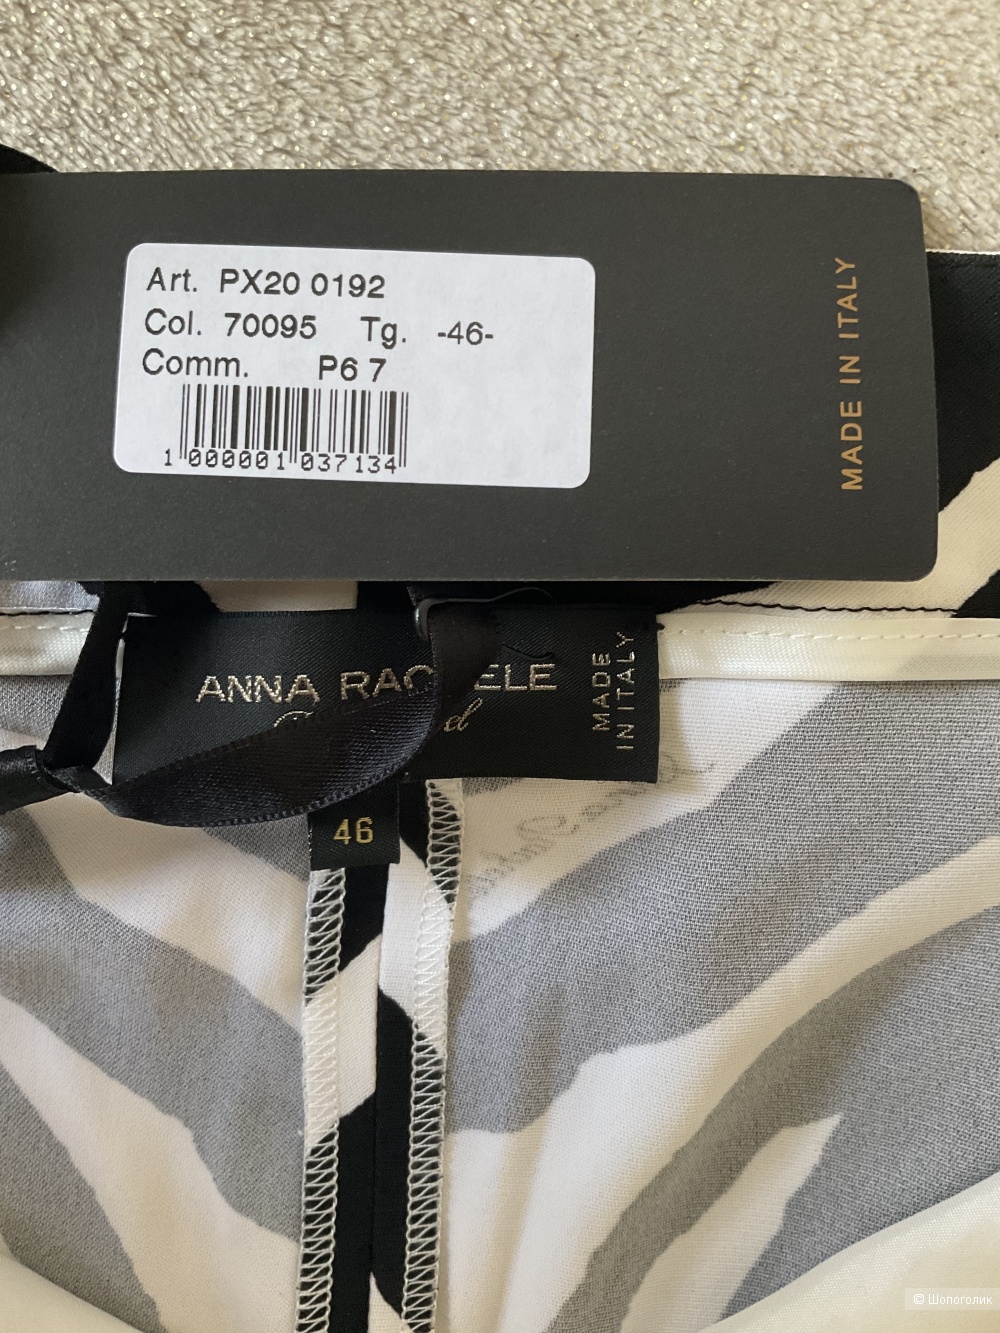 Art. PX20 0192
Col. 70095 Tg. -46-
Comm. P6 7
1 000001 037134
MADE IN ITALY
ANNA
MADE
IN ITALY
46
© Шопоголик